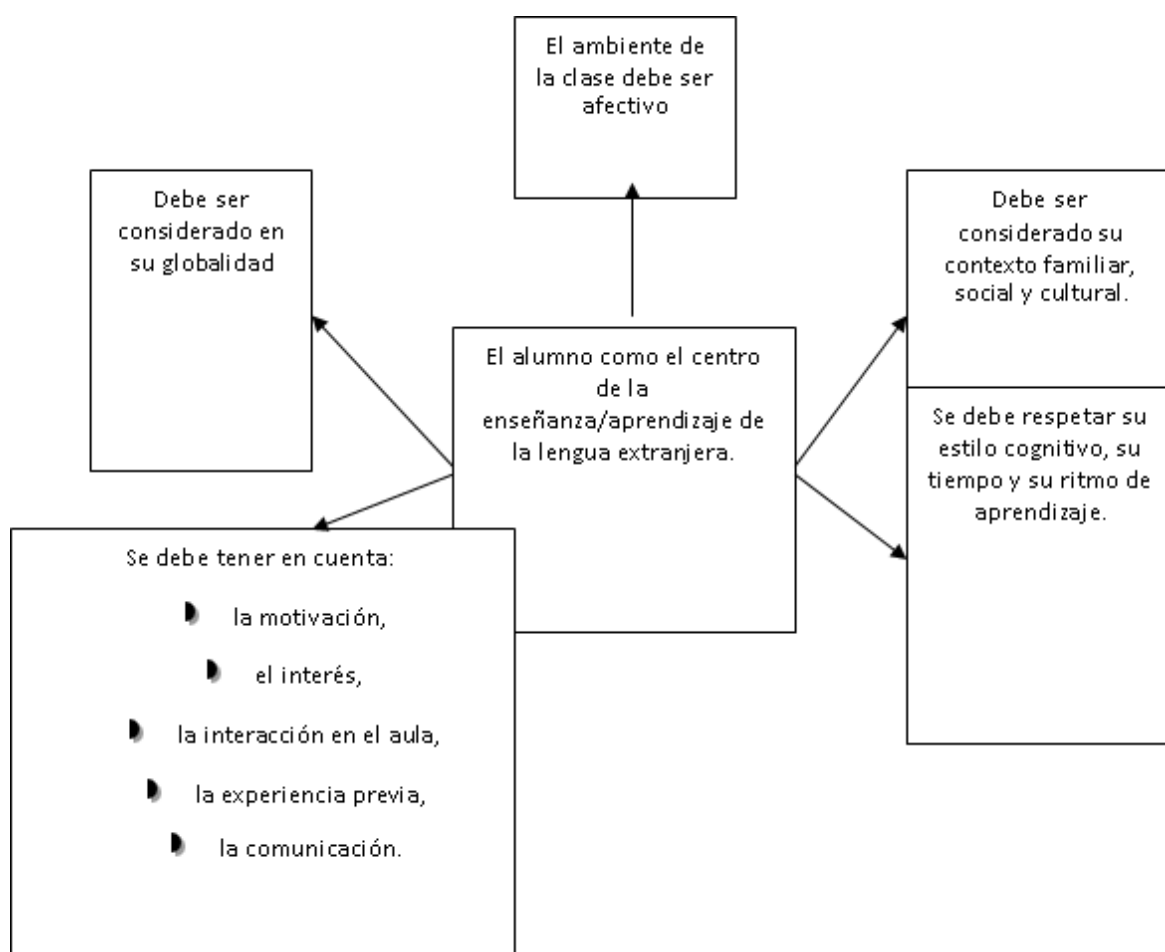 El ambiente de
la clase debe ser
afectivo
Debe ser
considerado en
su globalidad
Debe ser
considerado su
contexto familiar,
social y cultural.
El alumno como el centro
de la
enseñanza/aprendizaje de
la lengua extranjera.
Se debe respetar su
estilo cognitivo, su
tiempo y su ritmo de
aprendizaje.
Se debe tener en cuenta:
la motivación,
el interés,
la interacción en el aula,
la experiencia previa,
la comunicación.